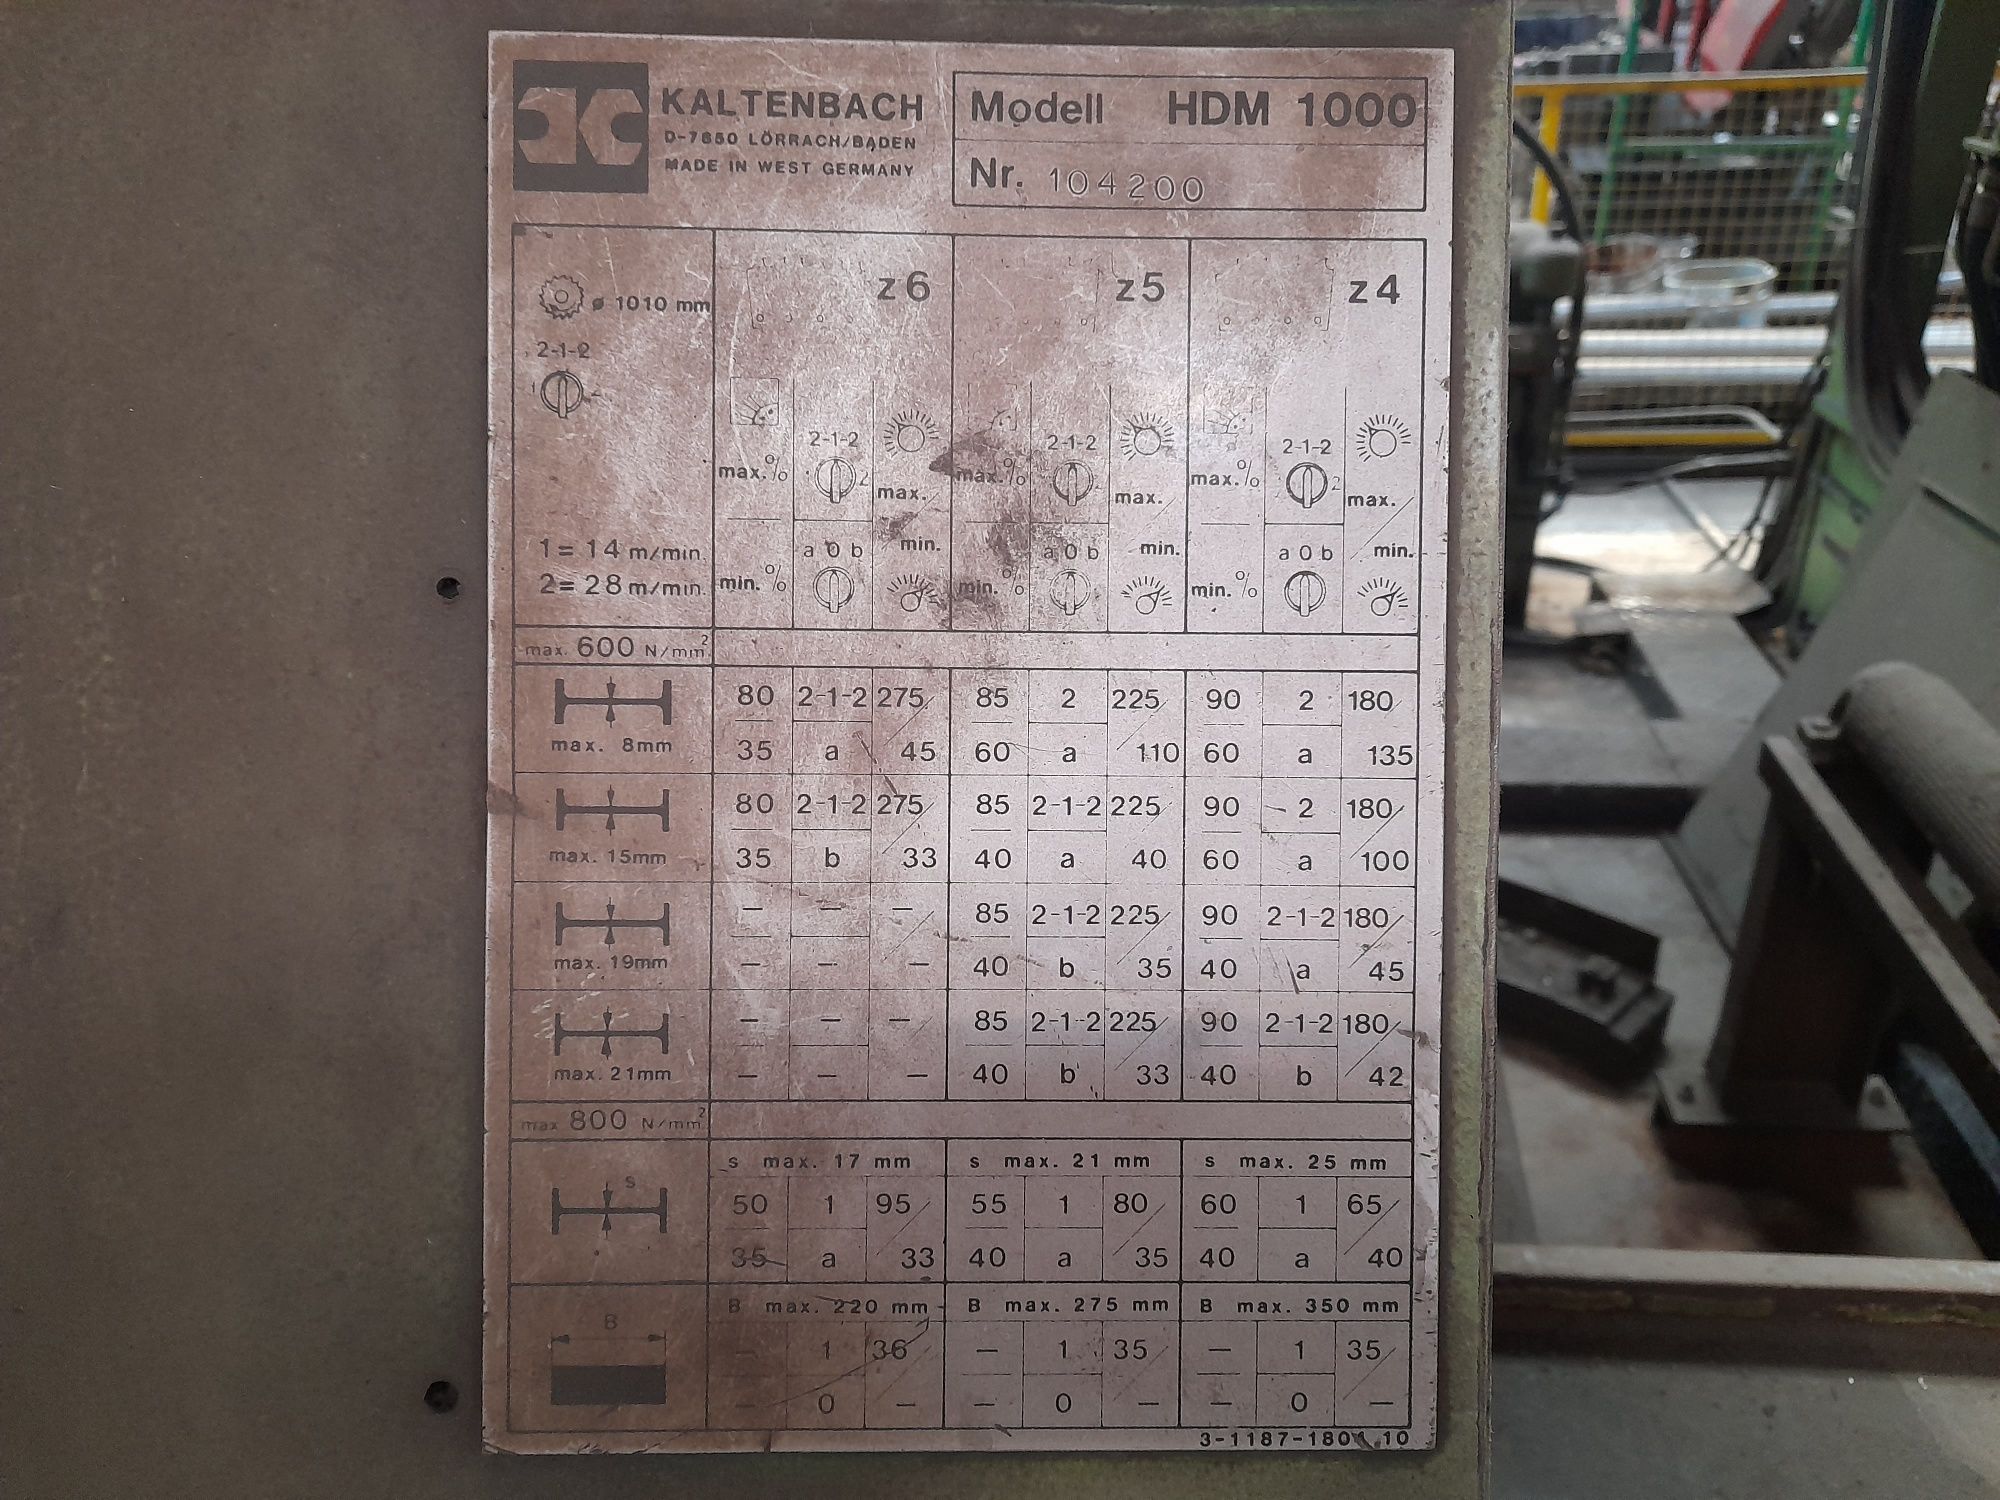 KALTENBACH
D-7850 LÖRRACH/BADEN
MADE IN WEST GERMANY
Modell HDM 1000
Nr. 104200
z6 z5 z4
ø 1010 mm
2-1-2
1 2
2-1-2 2-1-2 2-1-2
max.% 2 max. max.% max. max.% 2 max.
1= 14 m/min. a 0 b min. a 0 b min. a 0 b min.
2= 28 m/min. min.% min.% min.%
max. 600 N/mm²
80 2-1-2 275 85 2 225 90 2 180
max. 8mm
35 a 45 60 a 110 60 a 135
80 2-1-2 275 85 2-1-2 225 90 2 180
max. 15mm
35 b 33 40 a 40 60 a 100
— — — 85 2-1-2 225 90 2-1-2 180
max. 19mm
— — — 40 b 35 40 a 45
— — — 85 2-1-2 225 90 2-1-2 180
max. 21mm
— — — 40 b 33 40 b 42
max 800 N/mm²
s max. 17 mm s max. 21 mm s max. 25 mm
s
50 1 95 55 1 80 60 1 65
35 a 33 40 a 35 40 a 40
B max. 220 mm B max. 275 mm B max. 350 mm
B
— 1 36 — 1 35 — 1 35
— 0 — — 0 — — 0 —